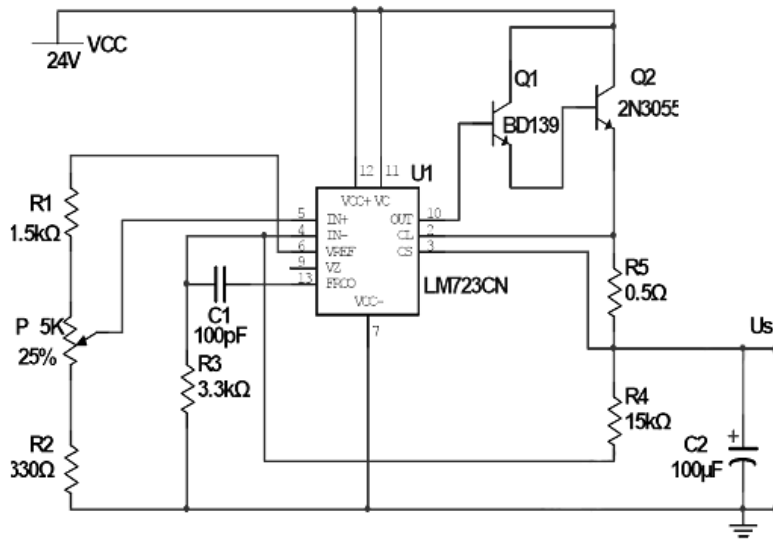 VCC
24V
Q1
Q2
BD139
2N3055
R1
1.5kΩ
12
11
U1
VCC+
VC
5
IN+
OUT
10
4
IN-
CL
2
6
VREF
CS
3
9
VZ
13
FRCO
VCC-
7
LM723CN
R5
0.5Ω
Us
P 5K
25%
C1
100pF
R3
3.3kΩ
R4
15kΩ
R2
330Ω
C2
+
100µF